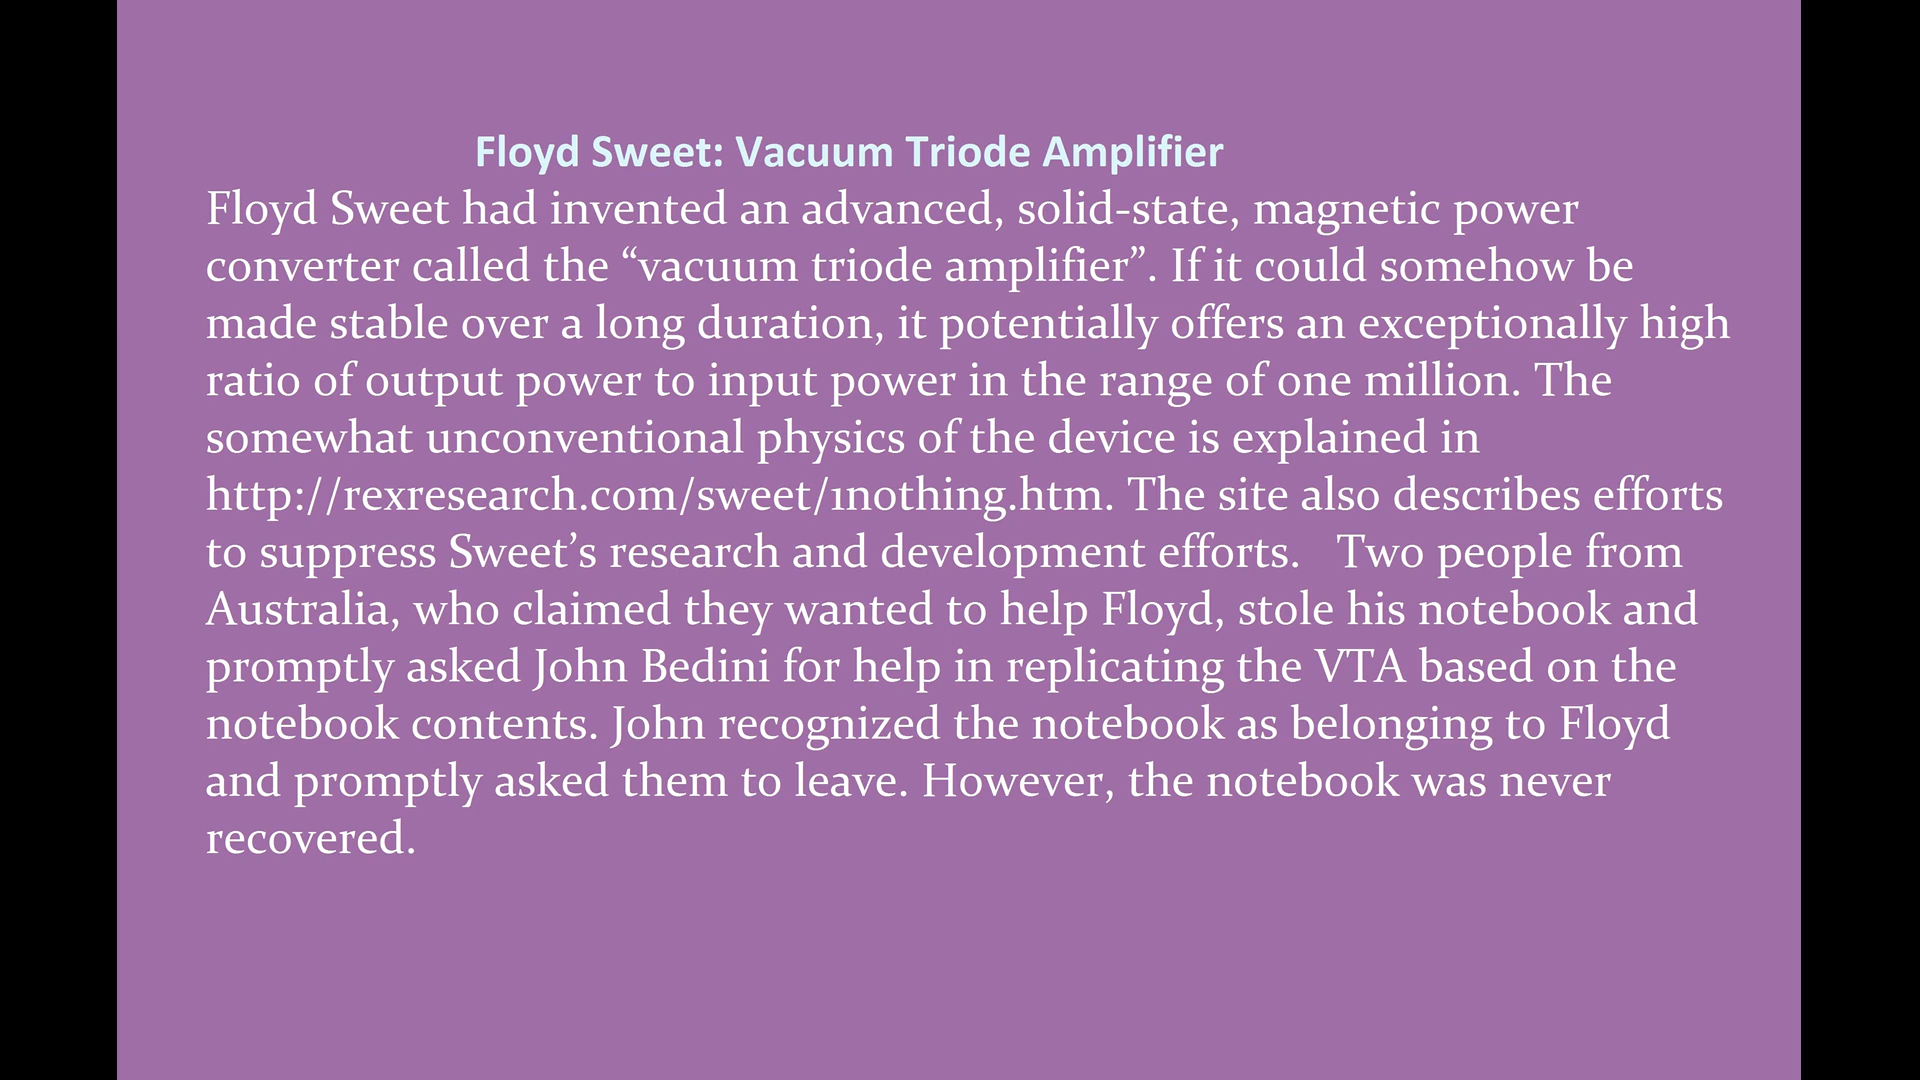 Floyd Sweet: Vacuum Triode Amplifier
Floyd Sweet had invented an advanced, solid-state, magnetic power
converter called the “vacuum triode amplifier”. If it could somehow be
made stable over a long duration, it potentially offers an exceptionally high
ratio of output power to input power in the range of one million. The
somewhat unconventional physics of the device is explained in
http://rexresearch.com/sweet/1nothing.htm. The site also describes efforts
to suppress Sweet’s research and development efforts.   Two people from
Australia, who claimed they wanted to help Floyd, stole his notebook and
promptly asked John Bedini for help in replicating the VTA based on the
notebook contents. John recognized the notebook as belonging to Floyd
and promptly asked them to leave. However, the notebook was never
recovered.